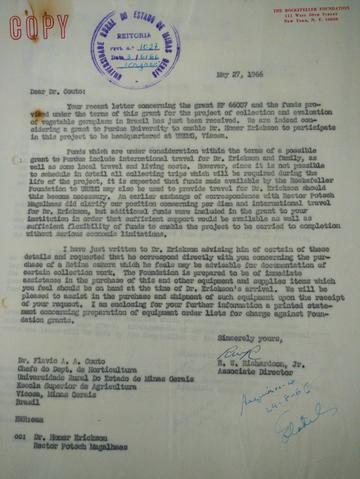 COPY
THE ROCKEFELLER FOUNDATION
111 West 50th Street
New York, N. Y. 10020
UNIVERSIDADE RURAL DO ESTADO DE MINAS GERAIS
REITORIA
Prot. n.º 1027
Data
May 27, 1966
Dear Dr. Couto:
Your recent letter concerning the grant RF 66007 and the funds pro-
vided under the terms of this grant for the project of collection and evaluation
of vegetable germplasm in Brazil has just been received. We are indeed con-
sidering a grant to Purdue University to enable Dr. Homer Erickson to participate
in this project to be headquartered at UREMG, Vicosa.
Funds which are under consideration within the terms of a possible
grant to Purdue include international travel for Dr. Erickson and family, as
well as some local travel and living costs. However, since it is not possible
to schedule in detail all collecting trips which will be required during the
life of the project, it is expected that funds made available by the Rockefeller
Foundation to UREMG may also be used to provide travel for Dr. Erickson should
this become necessary. In earlier exchange of correspondence with Rector Potsch
Magalhaes did clarify our position concerning per diem and international travel
for Dr. Erickson, but additional funds were included in the grant to your
institution in order that sufficient support would be available as well as
sufficient flexibility of funds to enable the project to be carried to completion
without serious economic limitations.
I have just written to Dr. Erickson advising him of certain of these
details and requested that he correspond directly with you concerning the pur-
chase of a Retina camera which he feels may be advisable for documentation of
certain collection work. The Foundation is prepared to be of immediate
assistance in the purchase of this and other equipment and supplies items which
you feel should be on hand at the time of Dr. Erickson's arrival. We will be
pleased to assist in the purchase and shipment of such equipment upon the receipt
of your request. I am enclosing for your further information a printed state-
ment concerning preparation of equipment order lists for charge against Foun-
dation grants.
Sincerely yours,
R. W. Richardson, Jr.
Associate Director
Dr. Flavio A. A. Couto
Chefe do Dept. de Horticultura
Universidade Rural Do Estado de Minas Gerais
Escola Superior de Agricultura
Vicosa, Minas Gerais
Brasil
cc: Dr. Homer Erickson
Rector Potsch Magalhaes